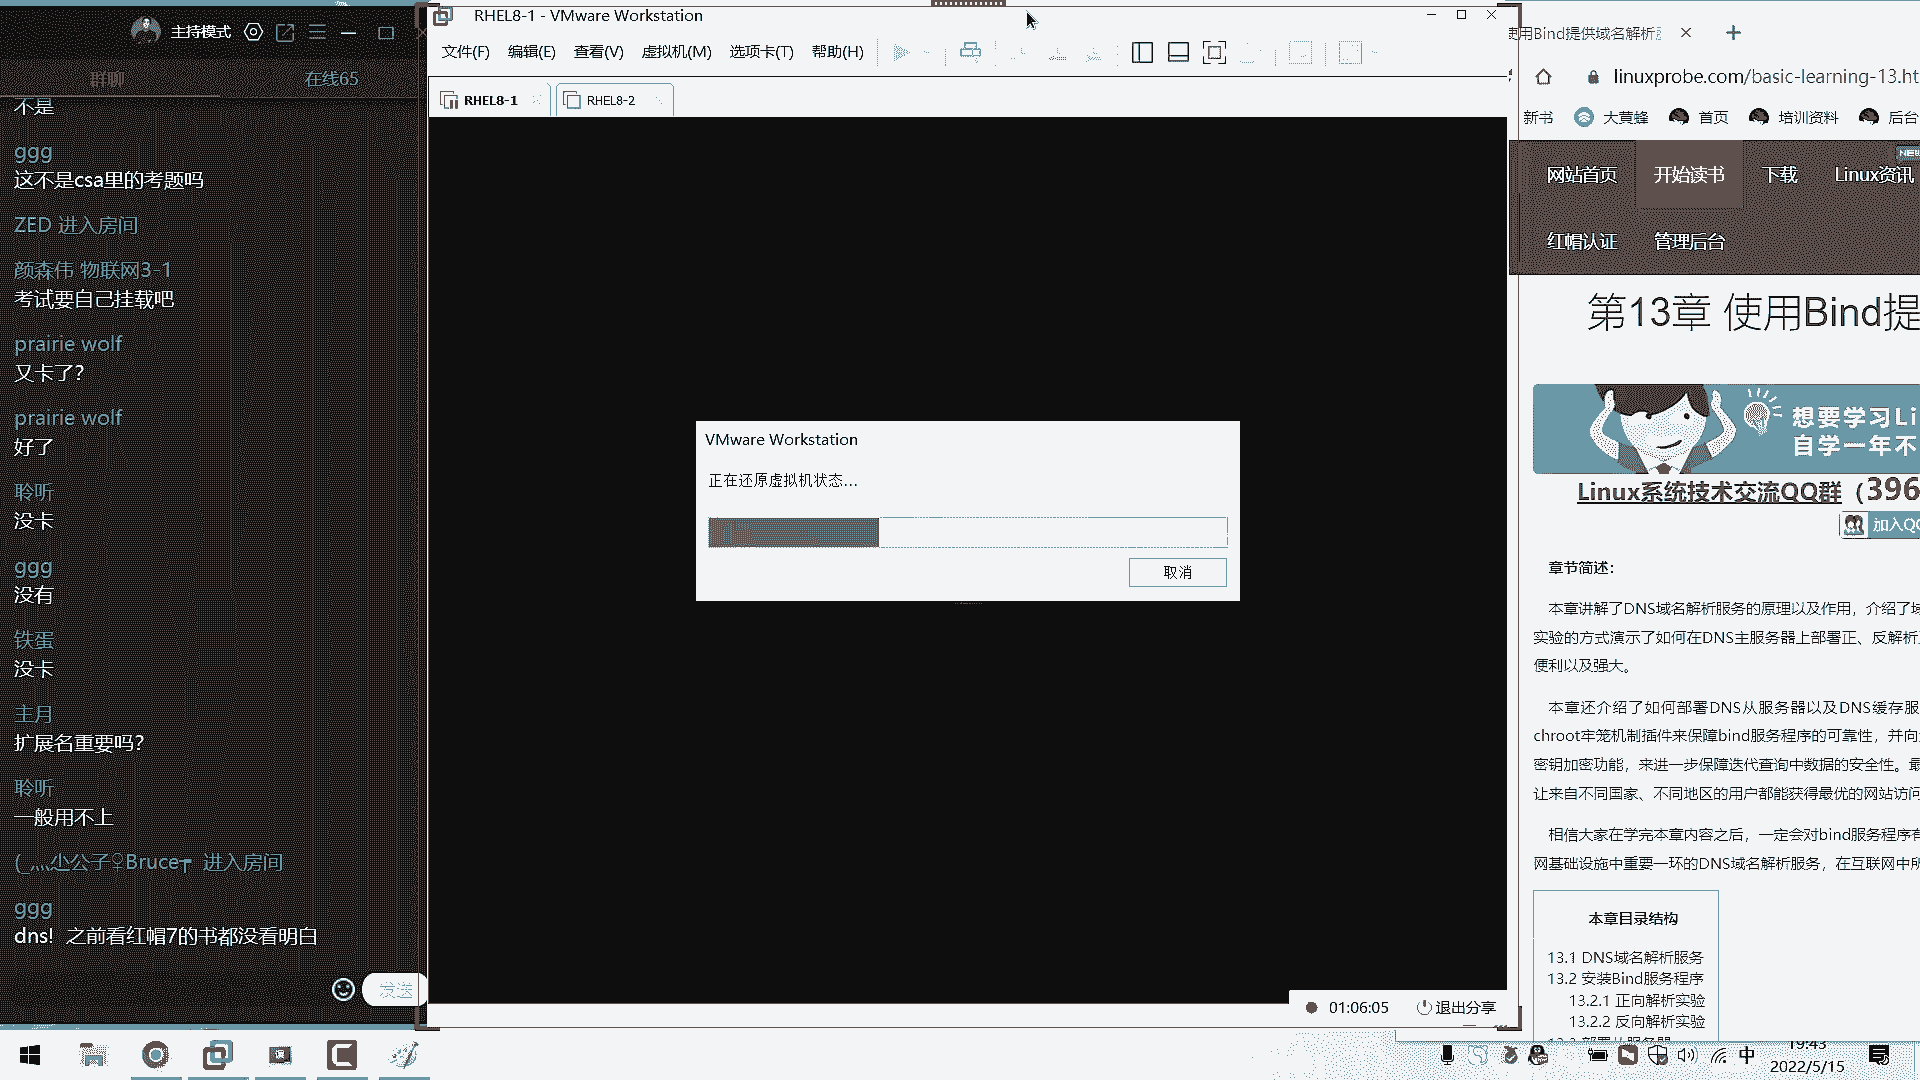 主持模式
群聊
在线65
不是
ggg
这不是csa里的考题吗
ZED 进入房间
颜森伟 物联网3-1
考试要自己挂载吧
prairie wolf
又卡了?
prairie wolf
好了
聆听
没卡
ggg
没有
铁蛋
没卡
主月
扩展名重要吗?
聆听
一般用不上
进入房间
ggg
dns! 之前看红帽7的书都没看明白
发送
RHEL8-1 - VMware Workstation
文件(F) 编辑(E) 查看(V) 虚拟机(M) 选项卡(T) 帮助(H)
RHEL8-1
RHEL8-2
VMware Workstation
正在还原虚拟机状态...
取消
01:06:05
退出分享
使用Bind提供域名解析
linuxprobe.com/basic-learning-13.ht
新书 大黄蜂 首页 培训资料 后台
网站首页 开始读书 下载 Linux资讯
NEW
红帽认证 管理后台
第13章 使用Bind提
想要学习Li
自学一年不
Linux系统技术交流QQ群（396
加入QQ
章节简述：
本章讲解了DNS域名解析服务的原理以及作用，介绍了域
实验的方式演示了如何在DNS主服务器上部署正、反解析
便利以及强大。
本章还介绍了如何部署DNS从服务器以及DNS缓存服
chroot牢笼机制插件来保障bind服务程序的可靠性，并向
密钥加密功能，来进一步保障迭代查询中数据的安全性。最
让来自不同国家、不同地区的用户都能获得最优的网站访问
相信大家在学完本章内容之后，一定会对bind服务程序有
网基础设施中重要一环的DNS域名解析服务，在互联网中所
本章目录结构
13.1 DNS域名解析服务
13.2 安装Bind服务程序
13.2.1 正向解析实验
13.2.2 反向解析实验
中
19:43
2022/5/15